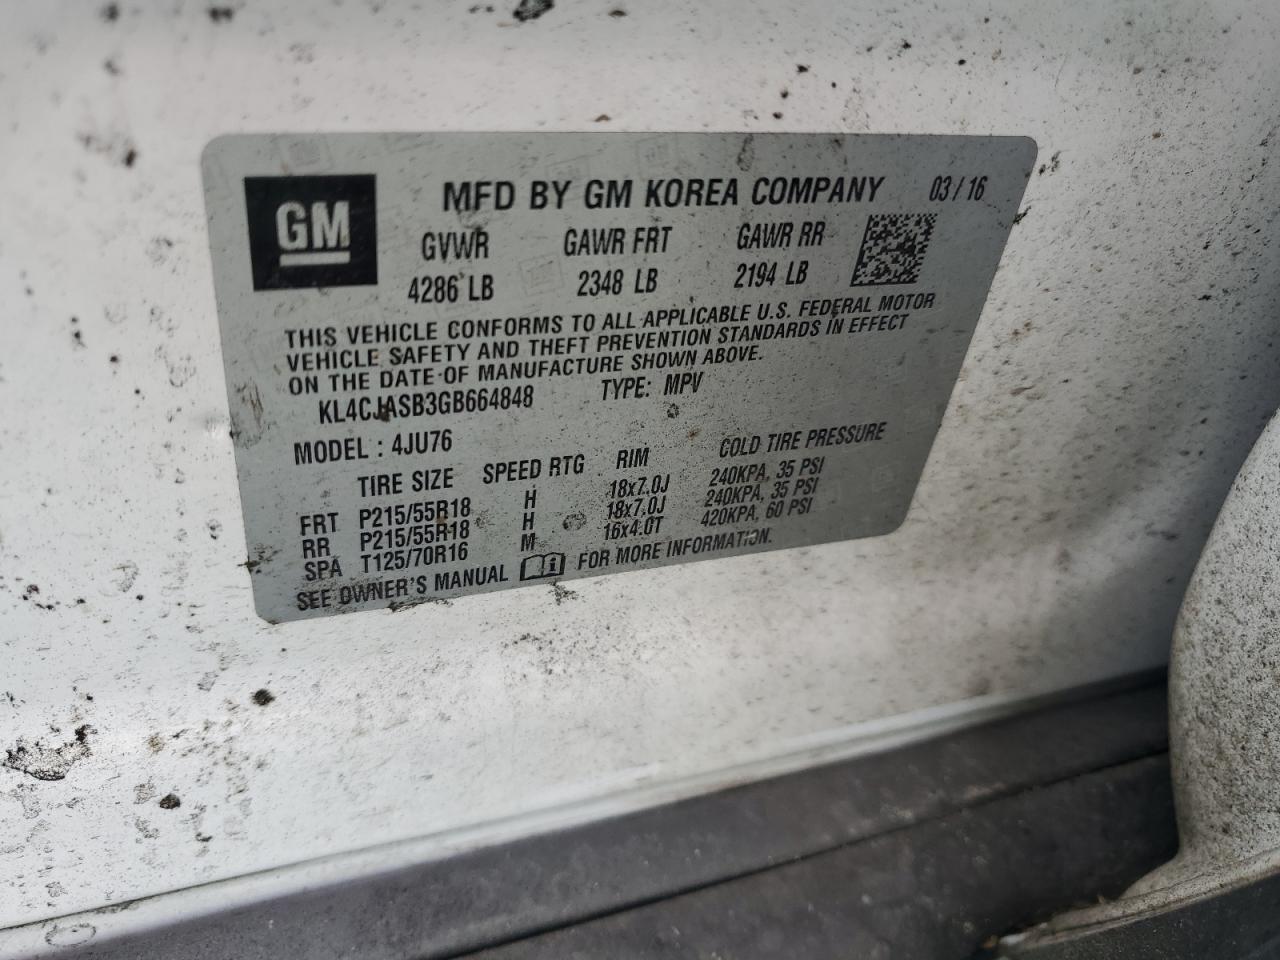 GM
MFD BY GM KOREA COMPANY 03/16
GVWR GAWR FRT GAWR RR
4286 LB 2348 LB 2194 LB
THIS VEHICLE CONFORMS TO ALL APPLICABLE U.S. FEDERAL MOTOR
VEHICLE SAFETY AND THEFT PREVENTION STANDARDS IN EFFECT
ON THE DATE OF MANUFACTURE SHOWN ABOVE.
KL4CJASB3GB664848 TYPE: MPV
MODEL : 4JU76
TIRE SIZE SPEED RTG RIM COLD TIRE PRESSURE
FRT P215/55R18 H 18x7.0J 240KPA, 35 PSI
RR P215/55R18 H 18x7.0J 240KPA, 35 PSI
SPA T125/70R16 M 16x4.0T 420KPA, 60 PSI
SEE OWNER'S MANUAL FOR MORE INFORMATION.